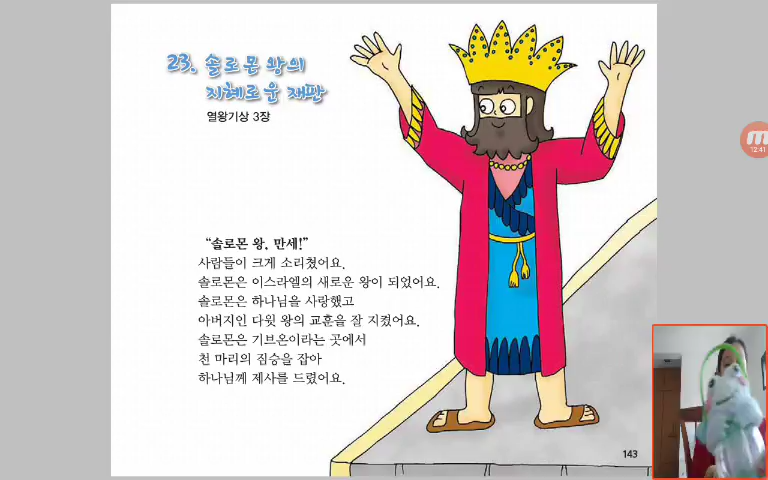 23. 솔로몬 왕의
지혜로운 재판
열왕기상 3장
“솔로몬 왕, 만세!”
사람들이 크게 소리쳤어요.
솔로몬은 이스라엘의 새로운 왕이 되었어요.
솔로몬은 하나님을 사랑했고
아버지인 다윗 왕의 교훈을 잘 지켰어요.
솔로몬은 기브온이라는 곳에서
천 마리의 짐승을 잡아
하나님께 제사를 드렸어요.
143
12:41